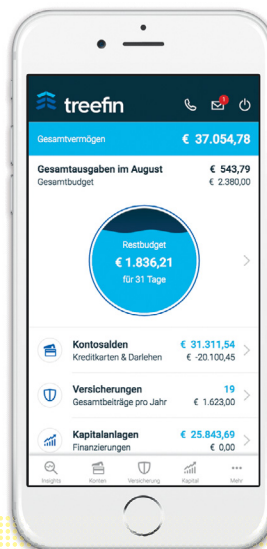 treefin
1
Gesamtvermögen € 37.054,78
Gesamtausgaben im August € 543,79
Gesamtbudget € 2.380,00
Restbudget
€ 1.836,21
für 31 Tage
Kontosalden € 31.311,54
Kreditkarten & Darlehen € -20.100,45
Versicherungen 19
Gesamtbeiträge pro Jahr € 1.623,00
Kapitalanlagen € 25.843,69
Finanzierungen € 0,00
Insights Konten Versicherung Kapital Mehr